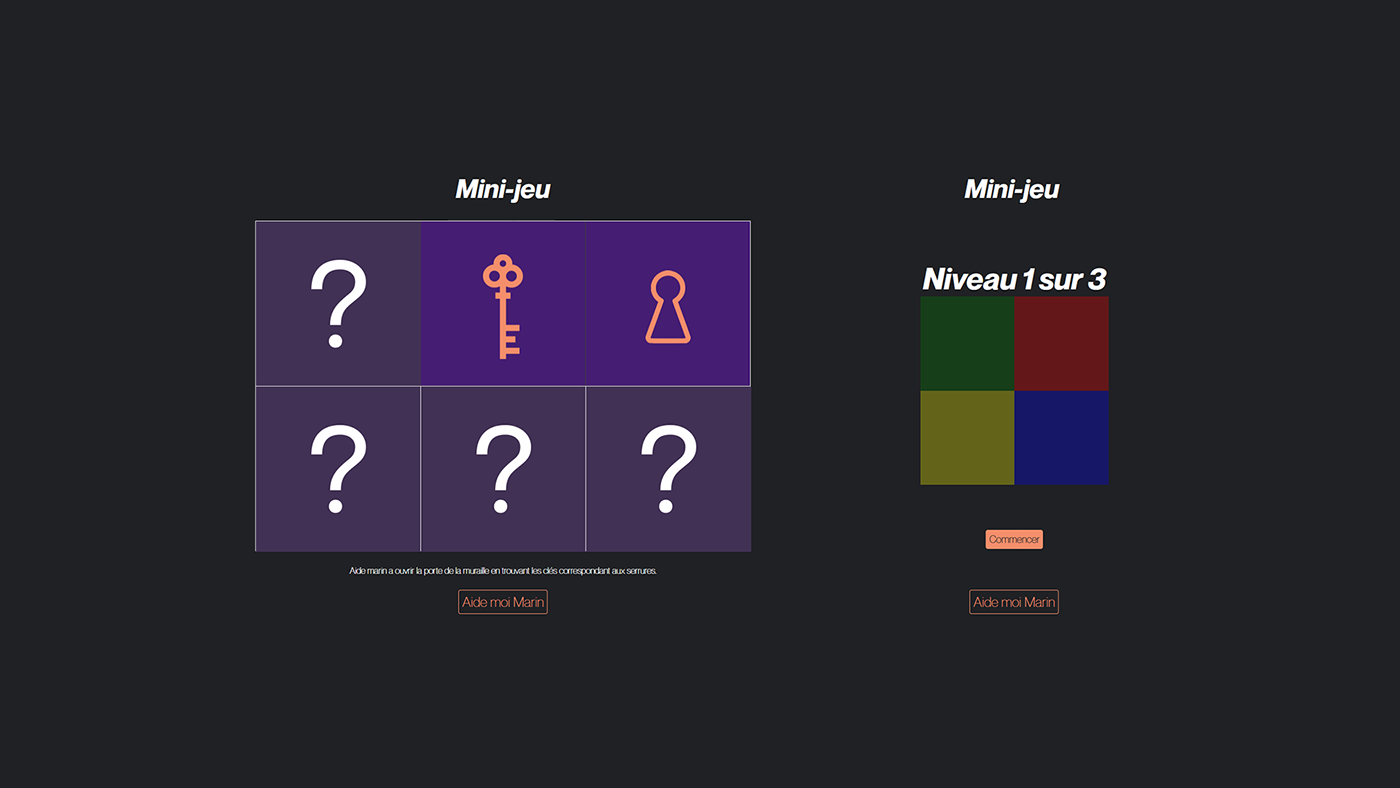 Mini-jeu
?
?
?
?
Aide marin a ouvrir la porte de la muraille en trouvant les clés correspondant aux serrures.
Aide moi Marin
Mini-jeu
Niveau 1 sur 3
Commencer
Aide moi Marin